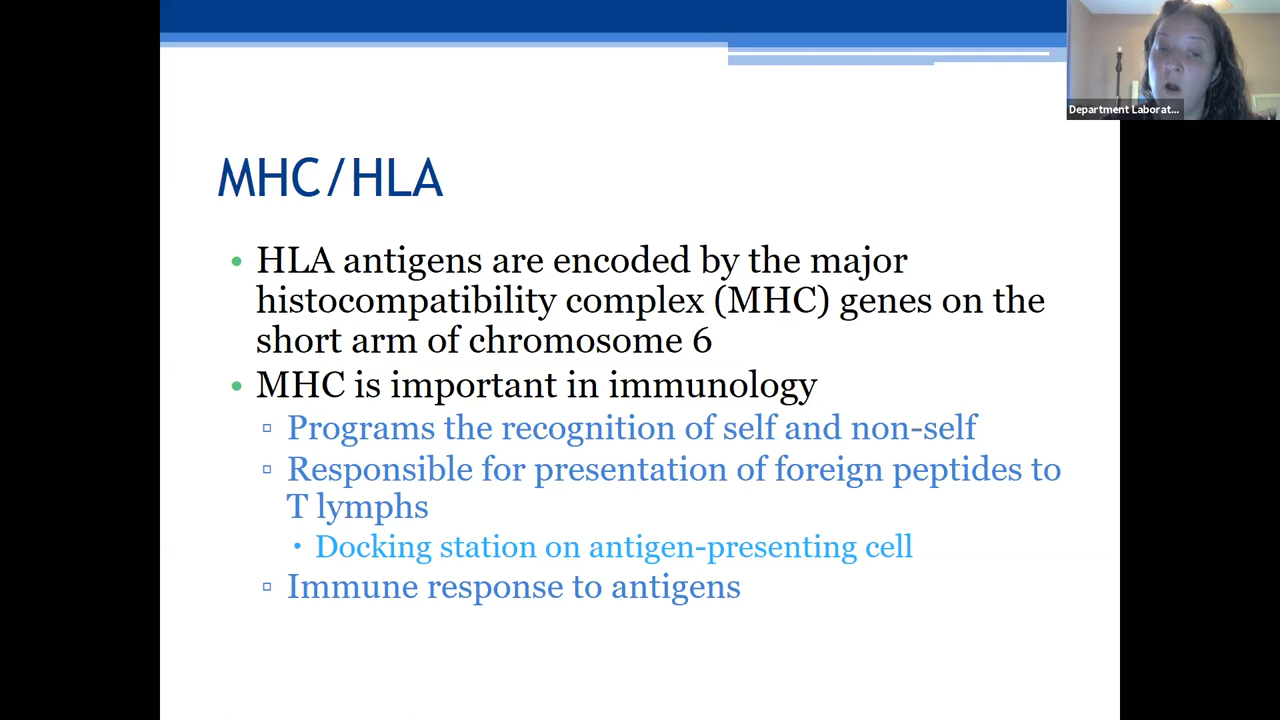 Department Laborat...
MHC/HLA
• HLA antigens are encoded by the major
histocompatibility complex (MHC) genes on the
short arm of chromosome 6
• MHC is important in immunology
▫ Programs the recognition of self and non-self
▫ Responsible for presentation of foreign peptides to
T lymphs
• Docking station on antigen-presenting cell
▫ Immune response to antigens